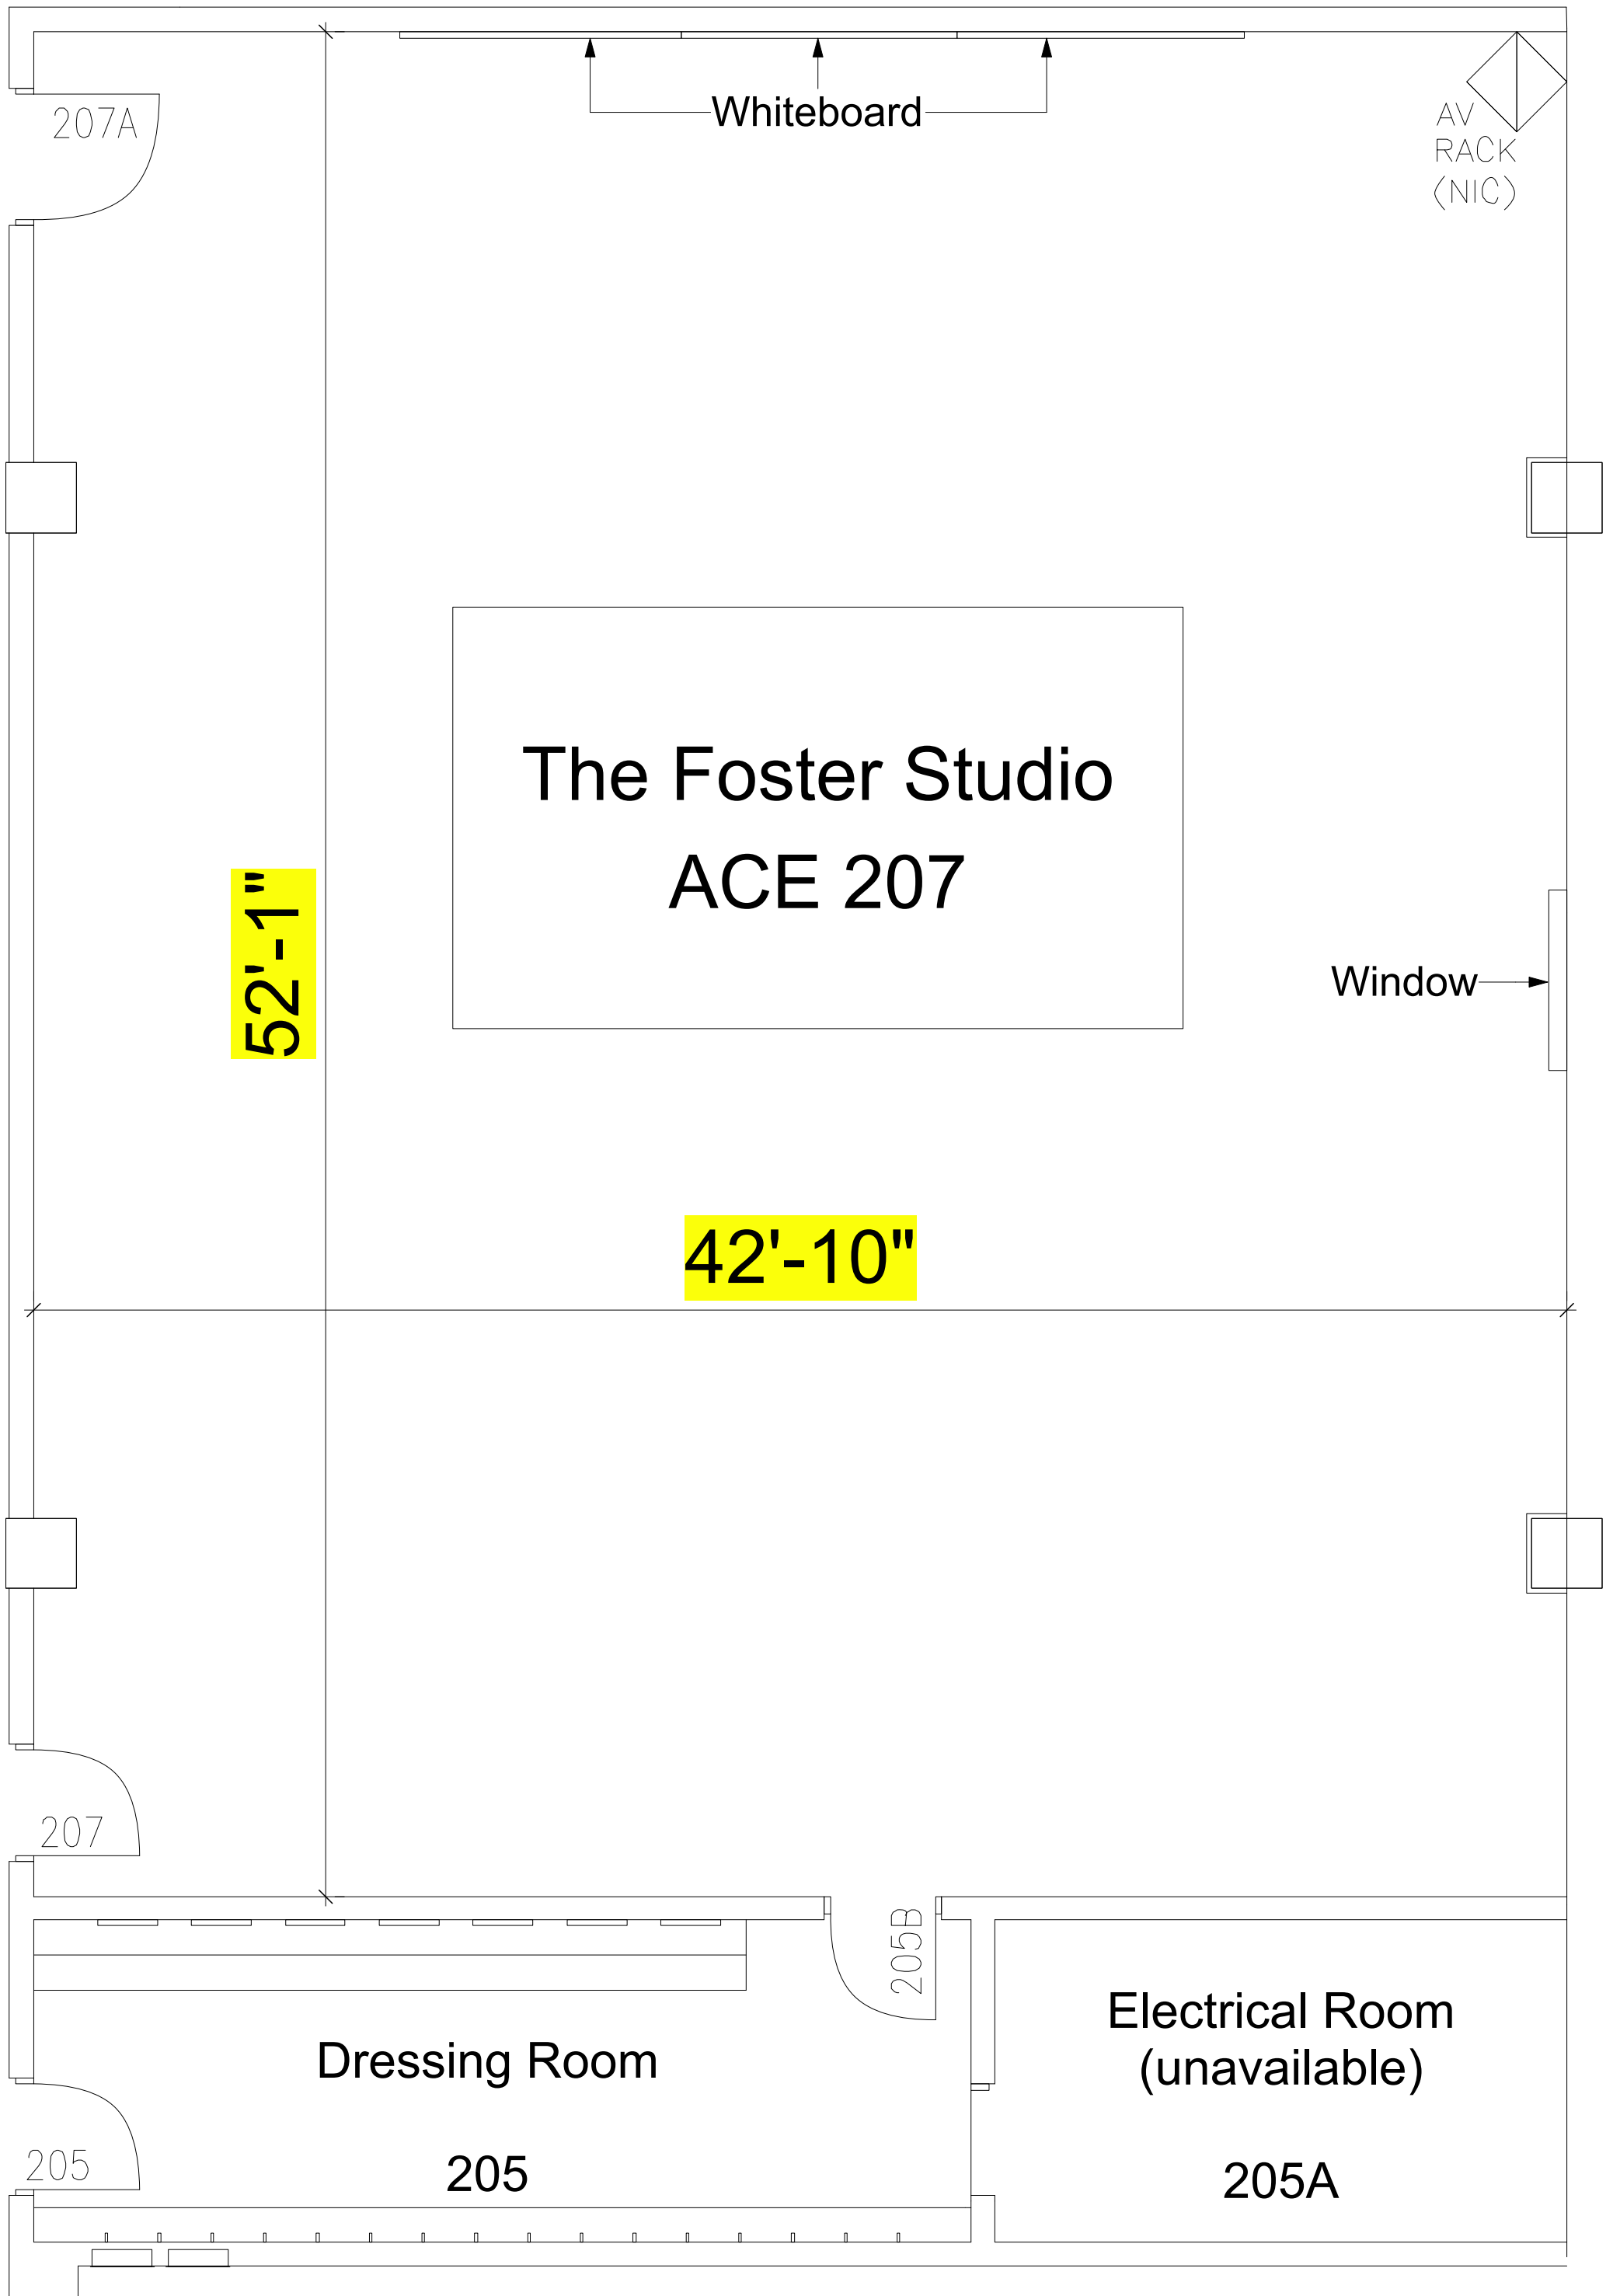 207A
Whiteboard
AV
RACK
(NIC)
The Foster Studio
ACE 207
52'-1"
Window
42'-10"
207
205B
Dressing Room
205
Electrical Room
(unavailable)
205A
205